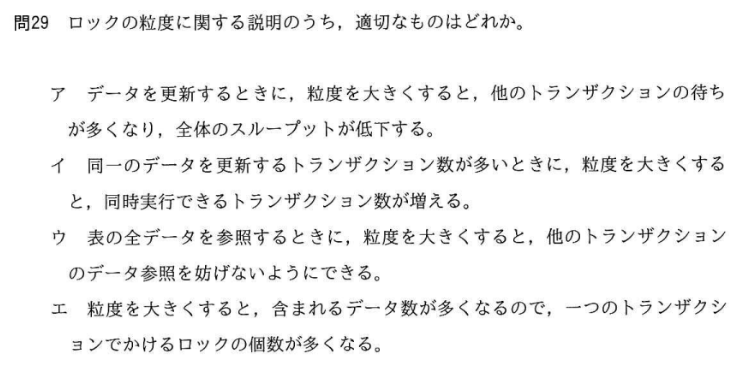 問29 ロックの粒度に関する説明のうち，適切なものはどれか。
ア データを更新するときに，粒度を大きくすると，他のトランザクションの待ち
が多くなり，全体のスループットが低下する。
イ 同一のデータを更新するトランザクション数が多いときに，粒度を大きくする
と，同時実行できるトランザクション数が増える。
ウ 表の全データを参照するときに，粒度を大きくすると，他のトランザクション
のデータ参照を妨げないようにできる。
エ 粒度を大きくすると，含まれるデータ数が多くなるので，一つのトランザクシ
ョンでかけるロックの個数が多くなる。